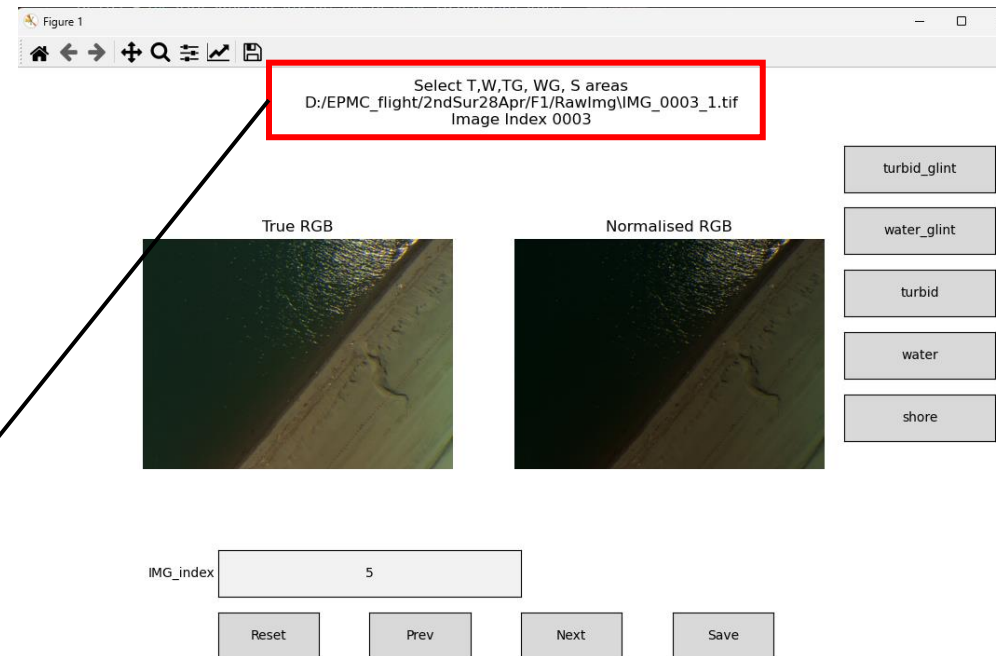 Figure 1
Select T,W,TG, WG, S areas
D:/EPMC_flight/2ndSur28Apr/F1/RawImg\IMG_0003_1.tif
Image Index 0003
turbid_glint
True RGB
Normalised RGB
water_glint
turbid
water
shore
IMG_index
5
Reset
Prev
Next
Save